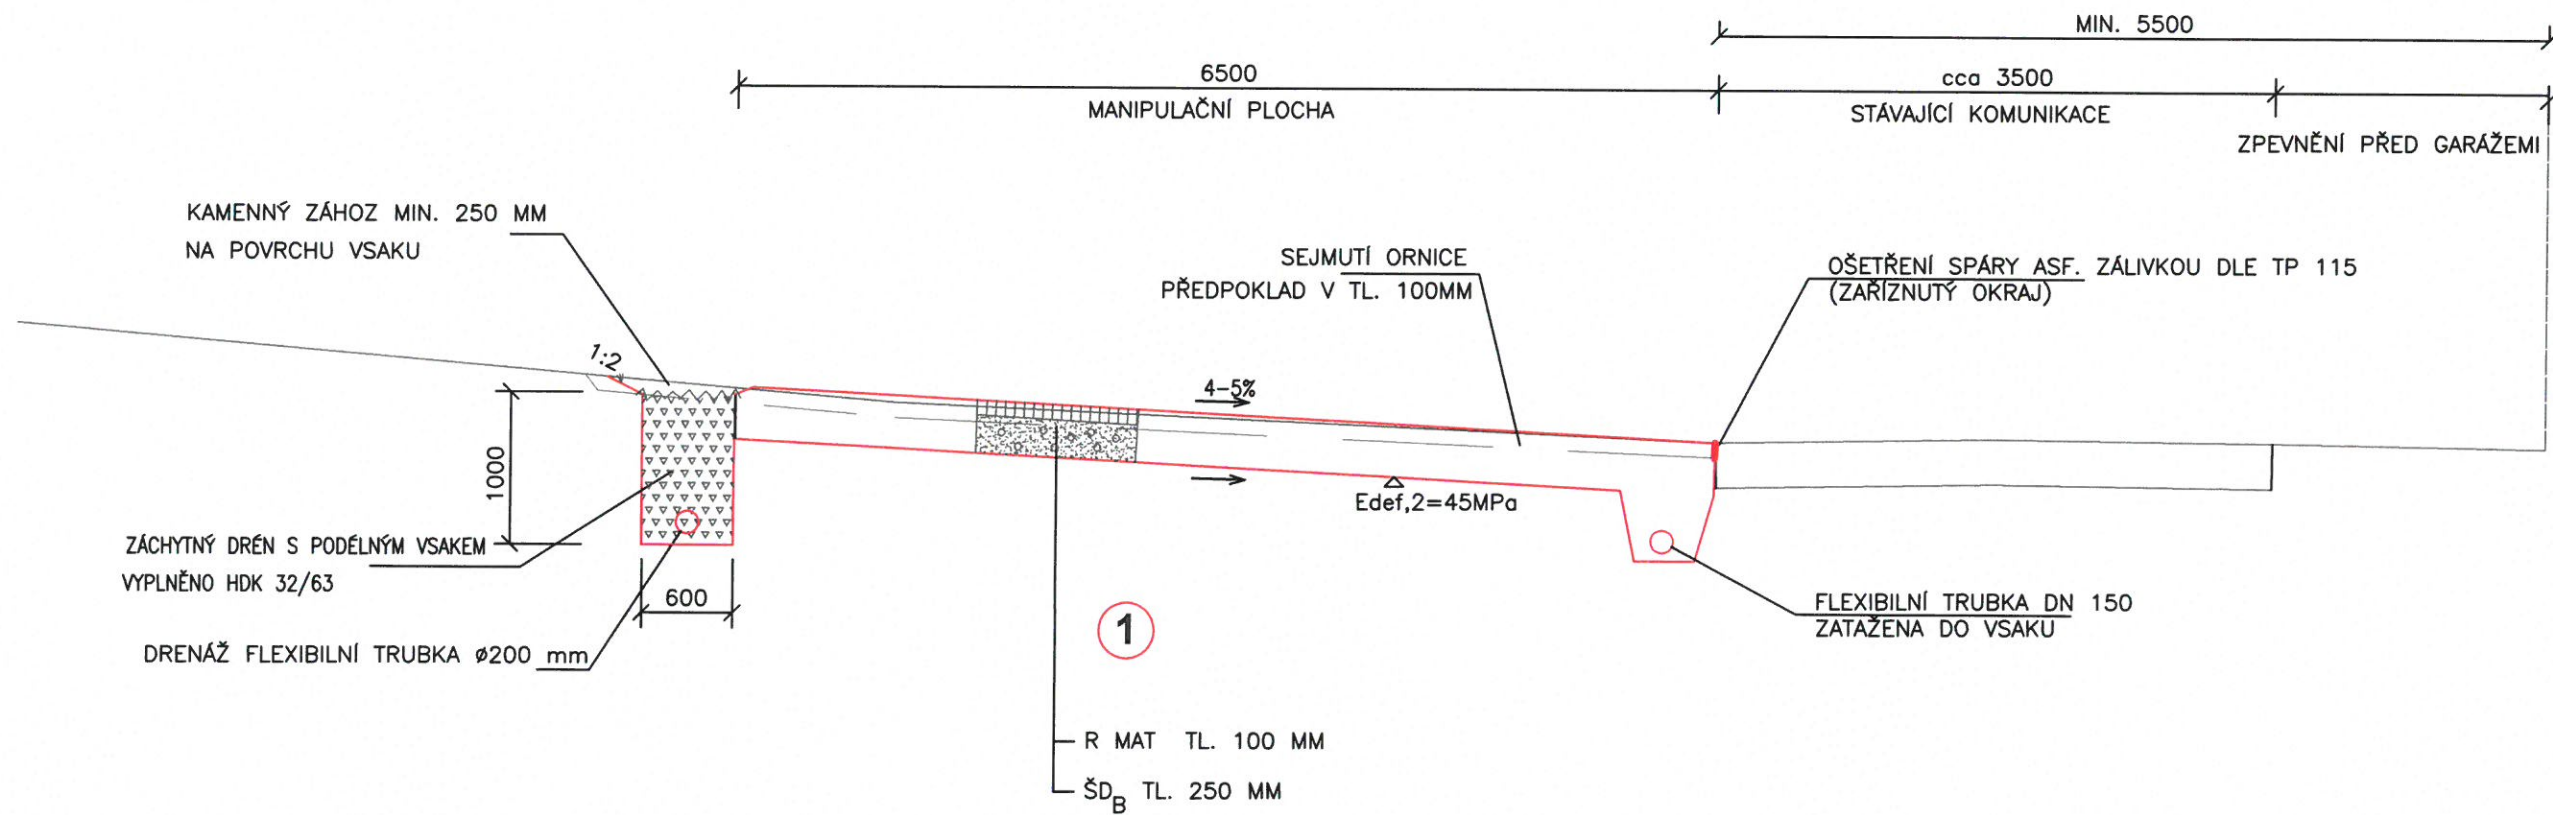 MIN. 5500
6500
cca 3500
MANIPULAČNÍ PLOCHA
STÁVAJÍCÍ KOMUNIKACE
ZPEVNĚNÍ PŘED GARÁŽEMI
KAMENNÝ ZÁHOZ MIN. 250 MM
NA POVRCHU VSAKU
SEJMUTÍ ORNICE
PŘEDPOKLAD V TL. 100MM
OŠETŘENÍ SPÁRY ASF. ZÁLIVKOU DLE TP 115
(ZAŘÍZNUTÝ OKRAJ)
1:2
4-5%
1000
Edef,2=45MPa
ZÁCHYTNÝ DRÉN S PODÉLNÝM VSAKEM
VYPLNĚNO HDK 32/63
600
DRENÁŽ FLEXIBILNÍ TRUBKA ø200 mm
1
FLEXIBILNÍ TRUBKA DN 150
ZATAŽENA DO VSAKU
R MAT TL. 100 MM
ŠDB TL. 250 MM